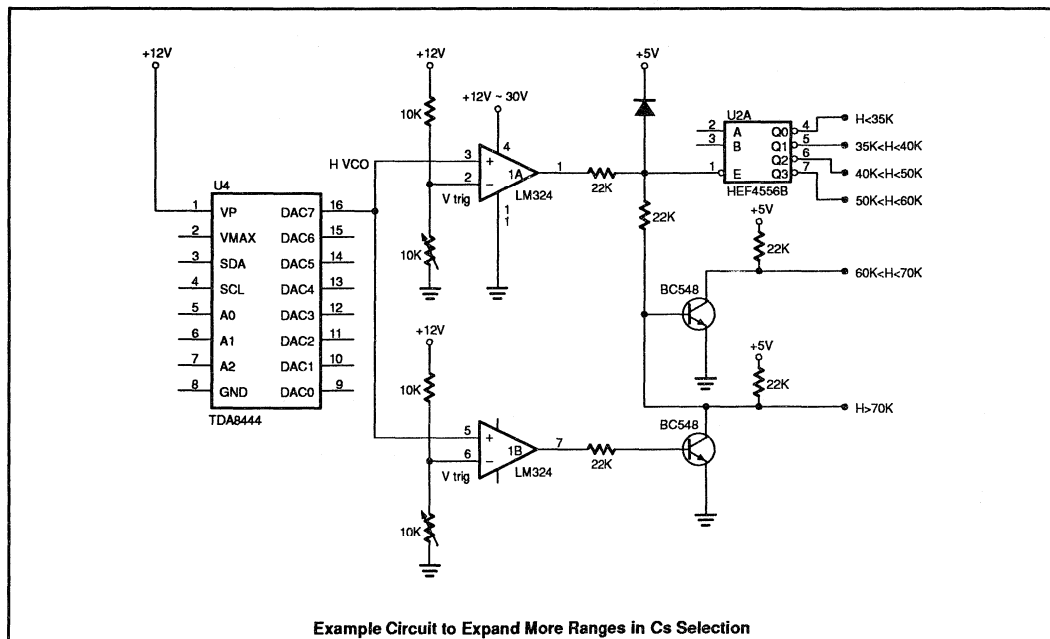 +12V
+12V
+5V
10K
+12V ~ 30V
4
U2A
2 A Q0 4 H<35K
3 B Q1 5 35K<H<40K
Q2 6 40K<H<50K
1 E Q3 7 50K<H<60K
HEF4556B
H VCO
3 +
2 −
1A
1
LM324
V trig
1
1
22K
22K
10K
U4
1 VP DAC7 16
2 VMAX DAC6 15
3 SDA DAC5 14
4 SCL DAC4 13
5 A0 DAC3 12
6 A1 DAC2 11
7 A2 DAC1 10
8 GND DAC0 9
TDA8444
+5V
22K
60K<H<70K
BC548
+12V
10K
+5V
22K
H>70K
BC548
5 +
6 −
1B
7
LM324
V trig
22K
10K
Example Circuit to Expand More Ranges in Cs Selection